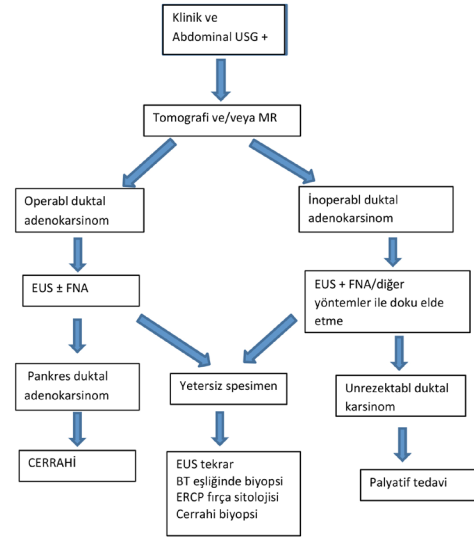 Klinik ve
Abdominal USG +
Tomografi ve/veya MR
Operabl duktal
adenokarsinom
İnoperabl duktal
adenokarsinom
EUS ± FNA
EUS + FNA/diğer
yöntemler ile doku elde
etme
Pankres duktal
adenokarsinom
Yetersiz spesimen
Unrezektabl duktal
karsinom
CERRAHİ
EUS tekrar
BT eşliğinde biyopsi
ERCP fırça sitolojisi
Cerrahi biyopsi
Palyatif tedavi